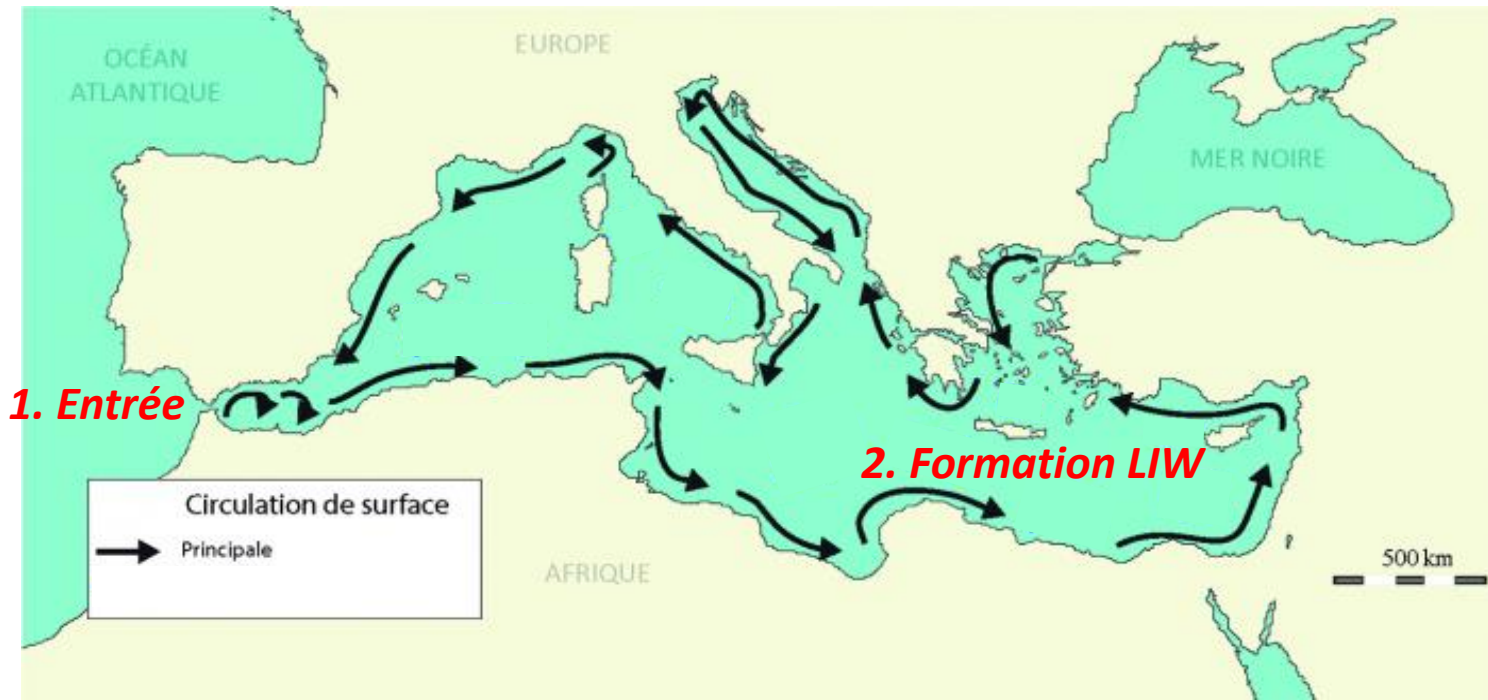 OCÉAN
ATLANTIQUE
EUROPE
MER NOIRE
1. Entrée
2. Formation LIW
Circulation de surface
Principale
AFRIQUE
500 km